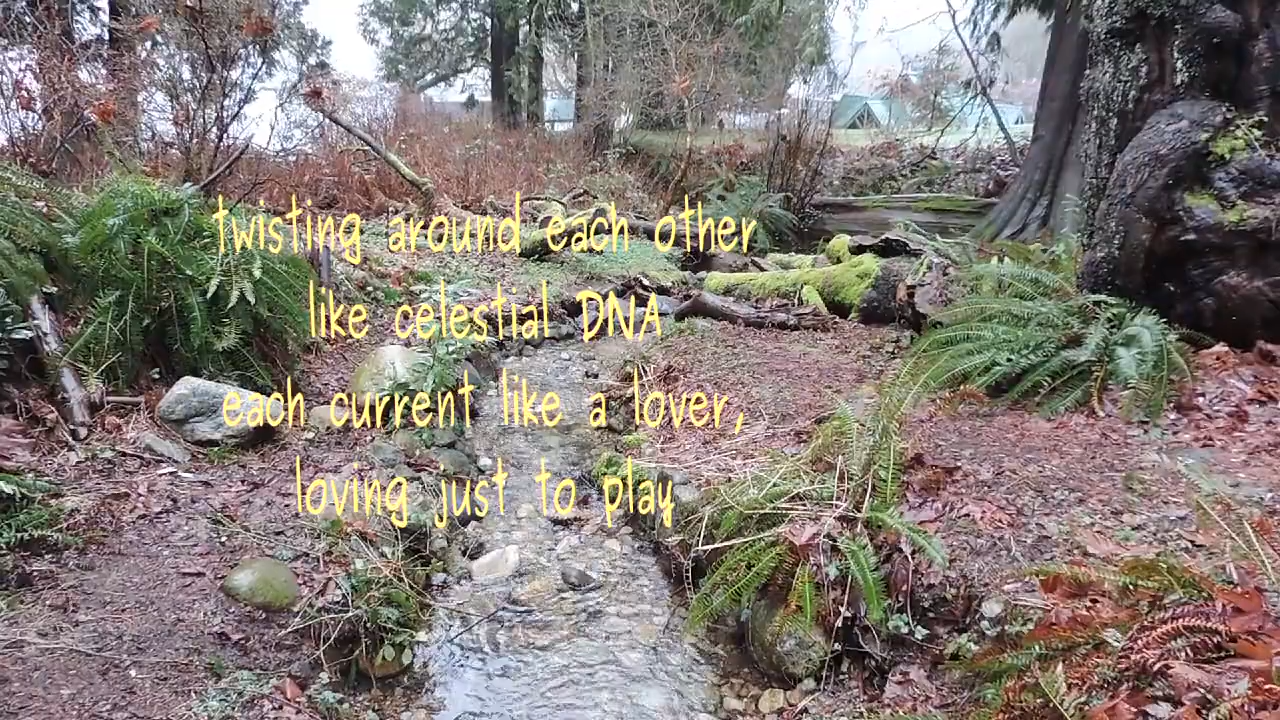 twisting around each other
like celestial DNA
each current like a lover,
loving just to play